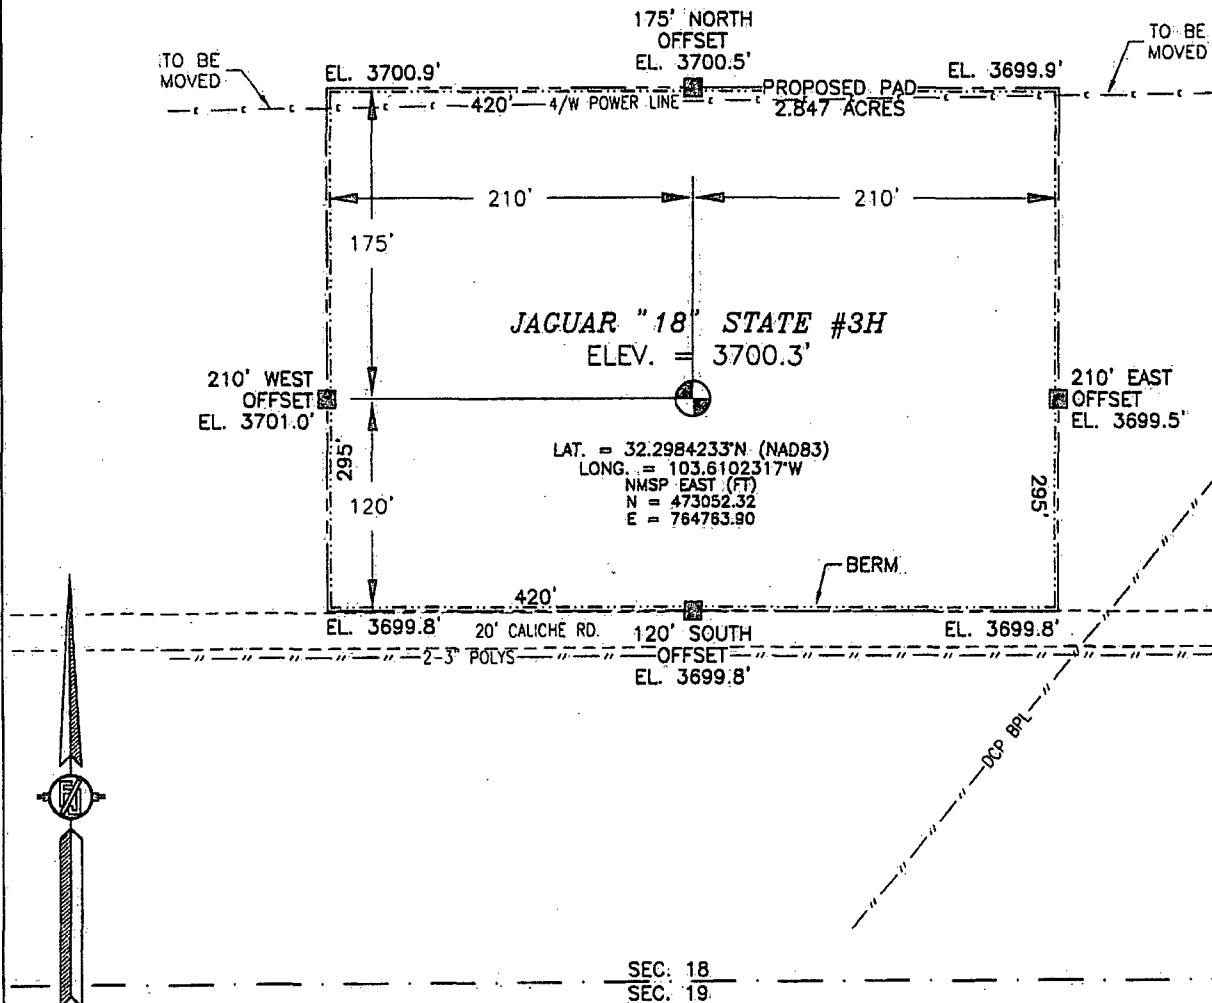 175' NORTH
OFFSET
EL. 3700.5'
TO BE
MOVED
TO BE
MOVED
EL. 3700.9'
EL. 3699.9'
420'
4/W POWER LINE
PROPOSED PAD
2.847 ACRES
210'
210'
175'
JAGUAR "18" STATE #3H
ELEV. = 3700.3'
210' WEST
OFFSET
EL. 3701.0'
210' EAST
OFFSET
EL. 3699.5'
295'
120'
LAT. = 32.2984233°N (NAD83)
LONG. = 103.6102317°W
NMSP EAST (FT)
N = 473052.32
E = 764763.90
295'
BERM
420'
EL. 3699.8'
20' CALICHE RD.
120' SOUTH
OFFSET
EL. 3699.8'
EL. 3699.8'
2-3" POLYS
DCP BPL
SEC. 18
SEC. 19